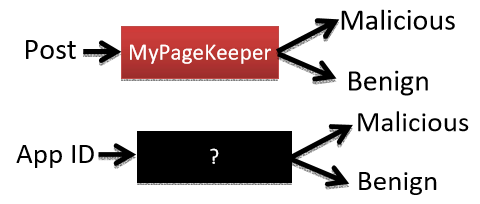 Malicious
Post MyPageKeeper
Benign
Malicious
App ID ?
Benign